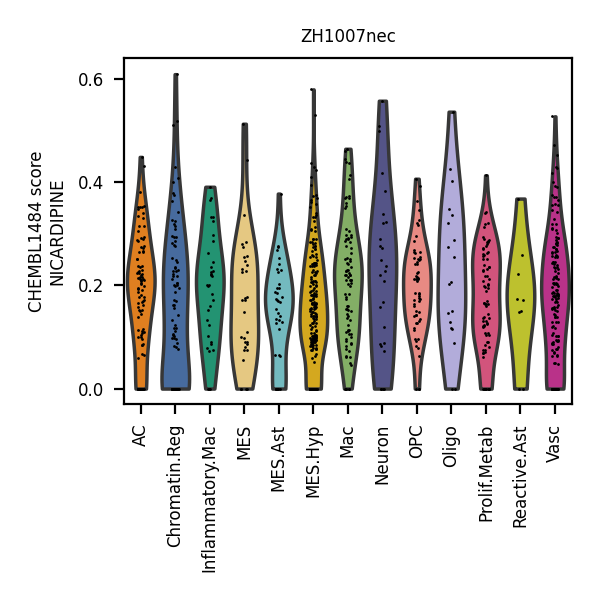 ZH1007nec
CHEMBL1484 score
NICARDIPINE
0.6
0.4
0.2
0.0
AC
Chromatin.Reg
Inflammatory.Mac
MES
MES.Ast
MES.Hyp
Mac
Neuron
OPC
Oligo
Prolif.Metab
Reactive.Ast
Vasc